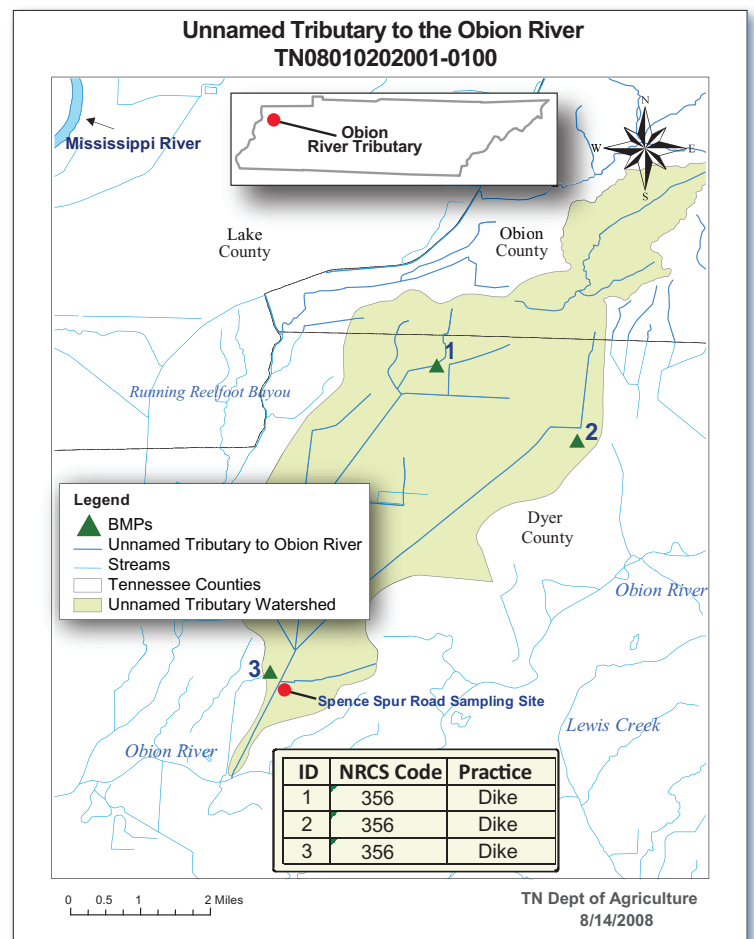 Unnamed Tributary to the Obion River
TN08010202001-0100
Mississippi River
Obion
River Tributary
N
W
E
S
Lake
County
Obion
County
1
Running Reelfoot Bayou
2
Legend
BMPs
Unnamed Tributary to Obion River
Streams
Tennessee Counties
Unnamed Tributary Watershed
Dyer
County
Obion River
3
Spence Spur Road Sampling Site
Lewis Creek
Obion River
ID NRCS Code Practice
1 356 Dike
2 356 Dike
3 356 Dike
0 0.5 1 2 Miles
TN Dept of Agriculture
8/14/2008